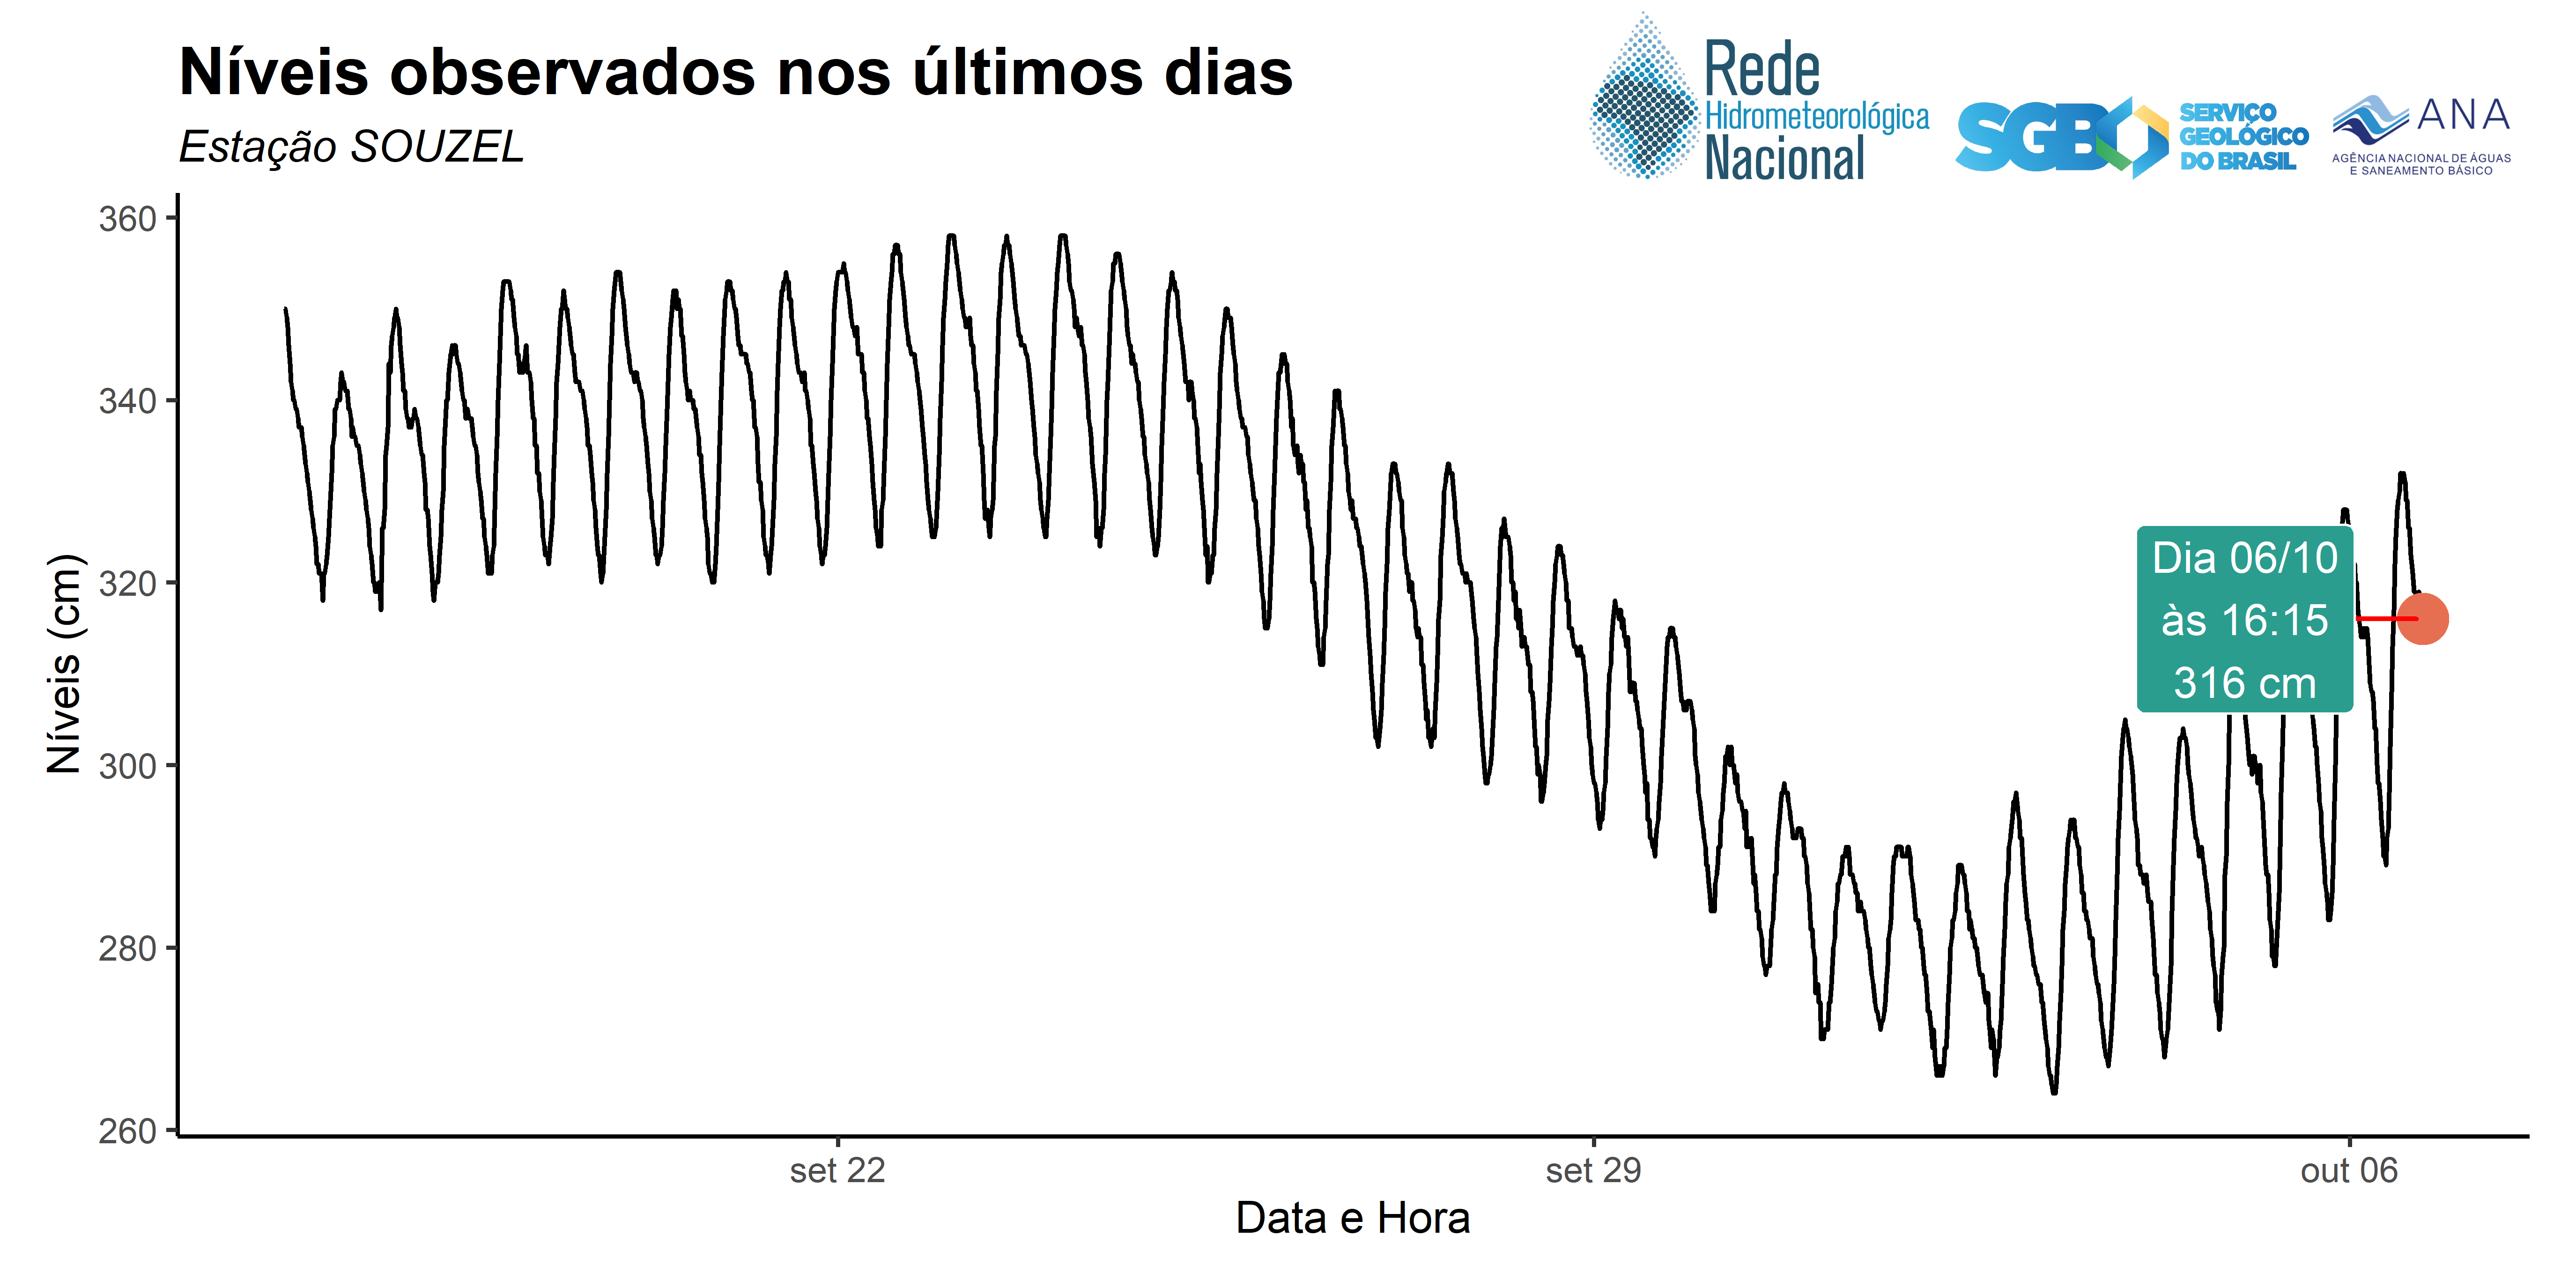 Níveis observados nos últimos dias
Estação SOUZEL
Rede
Hidrometeorológica
Nacional
SGB
SERVIÇO
GEOLÓGICO
DO BRASIL
ANA
AGÊNCIA NACIONAL DE ÁGUAS
E SANEAMENTO BÁSICO
Níveis (cm)
360
340
320
300
280
260
Dia 06/10
às 16:15
316 cm
set 22
set 29
out 06
Data e Hora